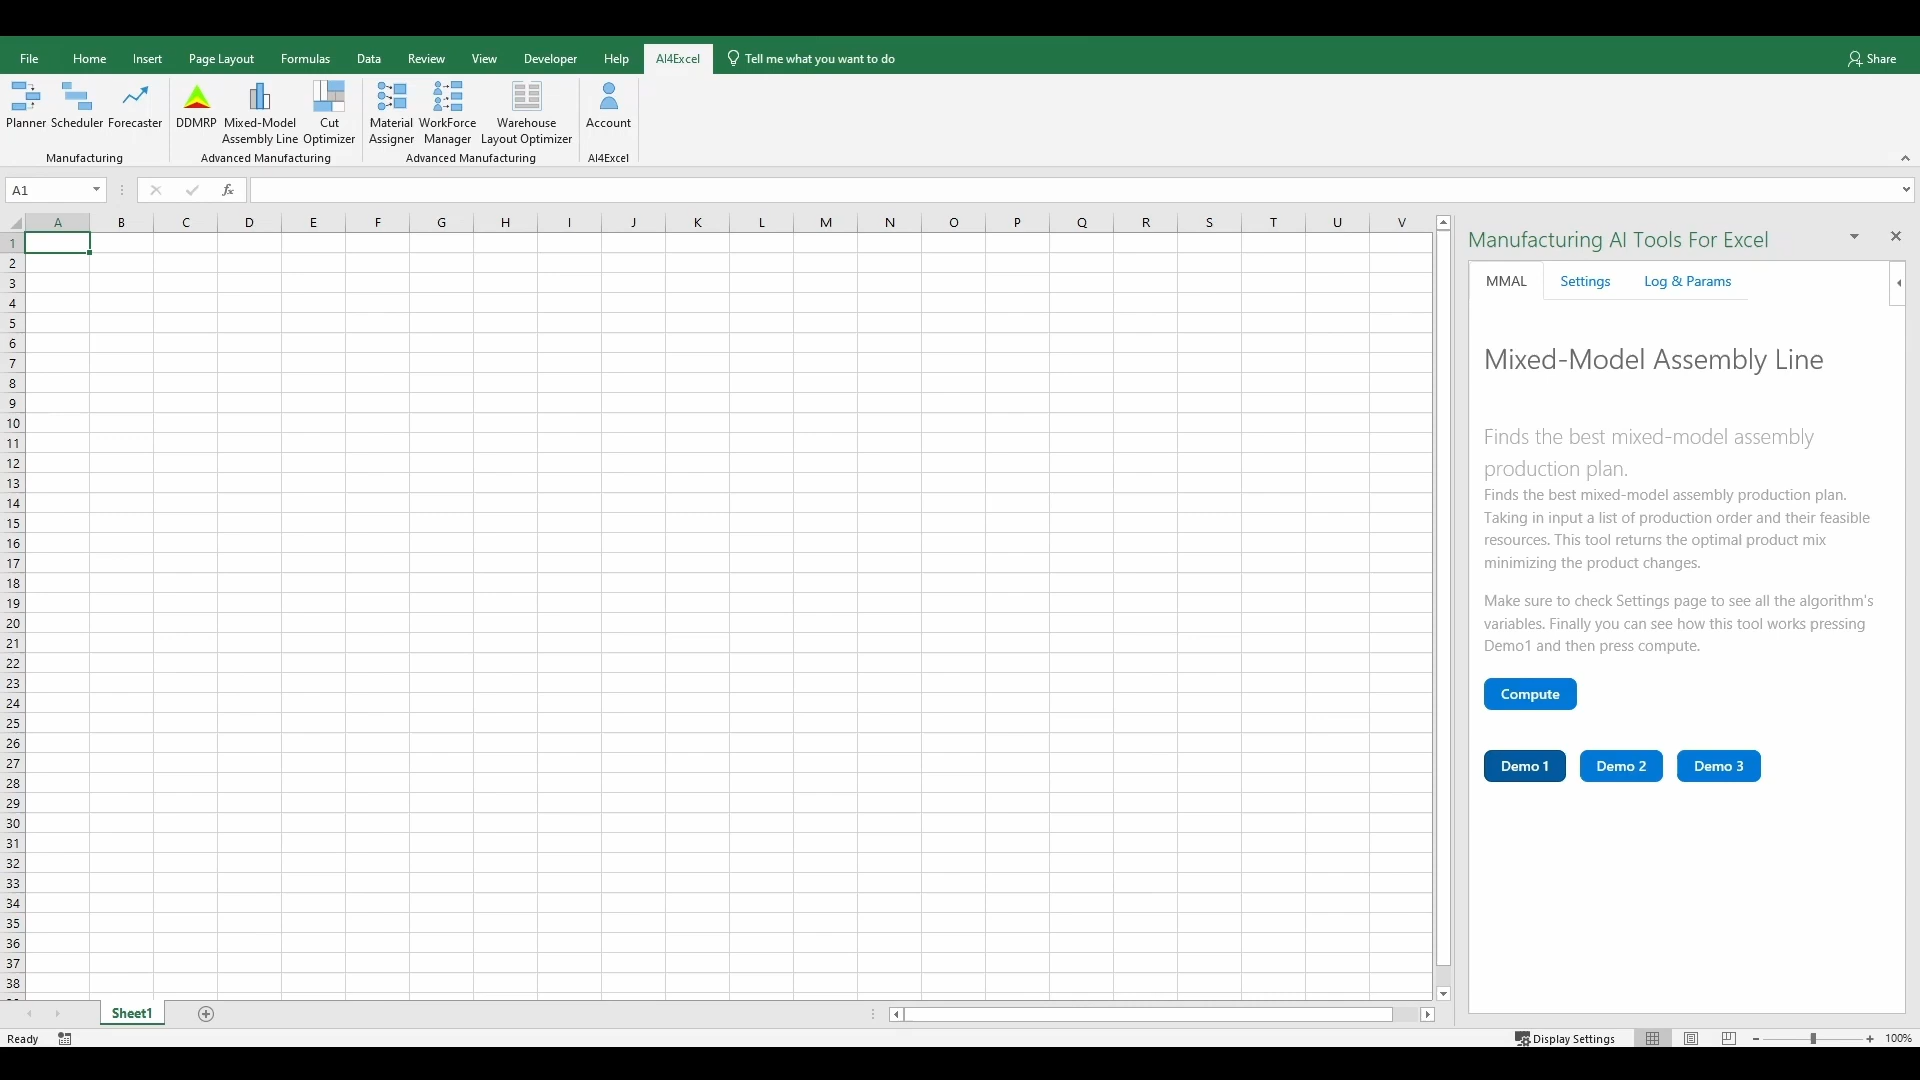 File Home Insert Page Layout Formulas Data Review View Developer Help AI4Excel Tell me what you want to do Share
Planner Scheduler Forecaster DDMRP Mixed-Model Assembly Line Cut Optimizer Material Assigner WorkForce Manager Warehouse Layout Optimizer Account
Manufacturing Advanced Manufacturing Advanced Manufacturing AI4Excel
A1 fx
A B C D E F G H I J K L M N O P Q R S T U V
1
2
3
4
5
6
7
8
9
10
11
12
13
14
15
16
17
18
19
20
21
22
23
24
25
26
27
28
29
30
31
32
33
34
35
36
37
38
Manufacturing AI Tools For Excel
MMAL Settings Log & Params
Mixed-Model Assembly Line
Finds the best mixed-model assembly
production plan.
Finds the best mixed-model assembly production plan.
Taking in input a list of production order and their feasible
resources. This tool returns the optimal product mix
minimizing the product changes.
Make sure to check Settings page to see all the algorithm's
variables. Finally you can see how this tool works pressing
Demo1 and then press compute.
Compute
Demo 1 Demo 2 Demo 3
Sheet1
Ready Display Settings 100%